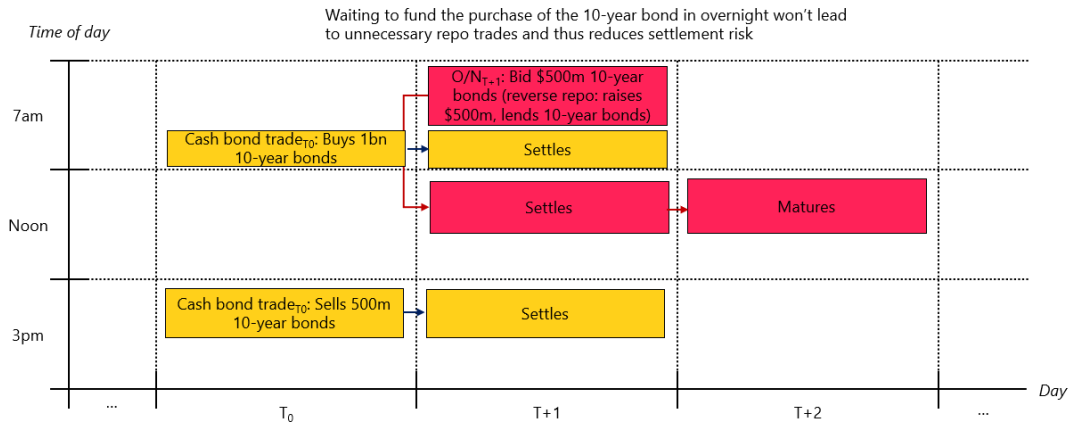 Waiting to fund the purchase of the 10-year bond in overnight won't lead
to unnecessary repo trades and thus reduces settlement risk
Time of day
7am
O/NT+1: Bid $500m 10-year
bonds (reverse repo: raises
$500m, lends 10-year bonds)
Cash bond tradeT0: Buys 1bn
10-year bonds
Settles
Noon
Settles
Matures
Cash bond tradeT0: Sells 500m
10-year bonds
Settles
3pm
Day
...
T0
T+1
T+2
...